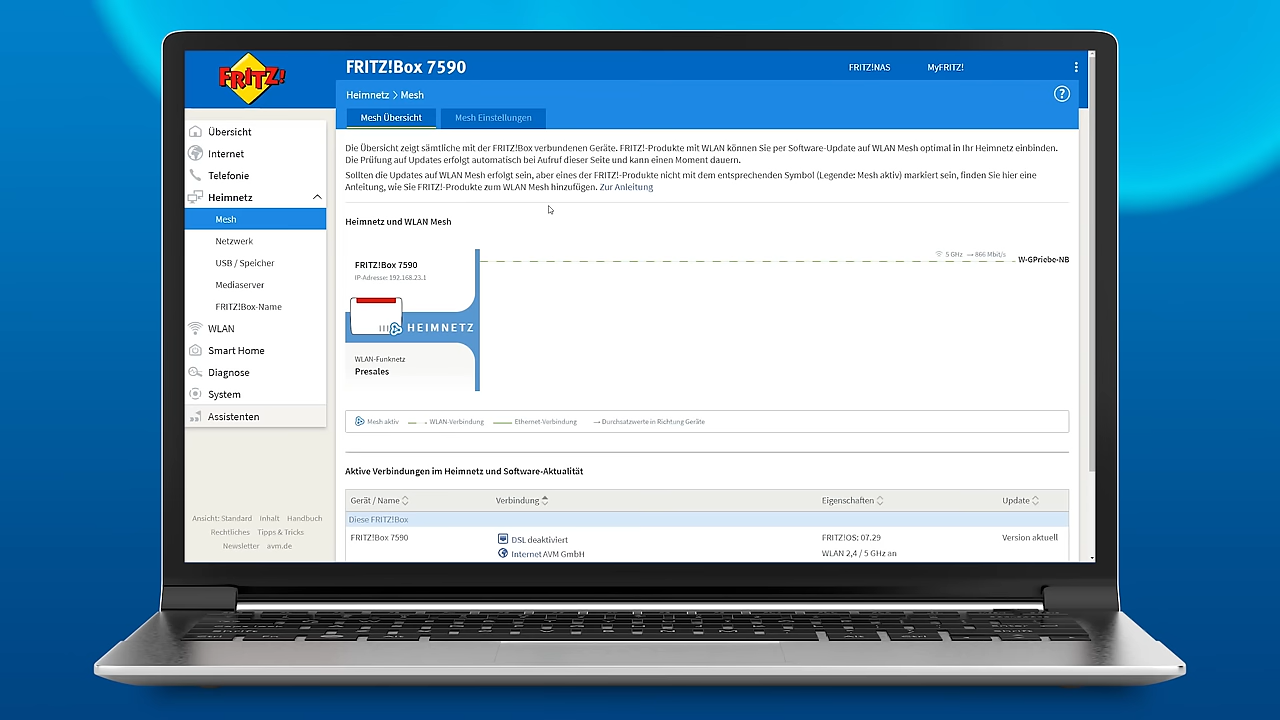 FRITZ!
FRITZ!Box 7590
FRITZ!NAS
MyFRITZ!
Heimnetz > Mesh
?
Mesh Übersicht
Mesh Einstellungen
Übersicht
Internet
Telefonie
Heimnetz
Mesh
Netzwerk
USB / Speicher
Mediaserver
FRITZ!Box-Name
WLAN
Smart Home
Diagnose
System
Assistenten
Ansicht: Standard Inhalt Handbuch
Rechtliches Tipps & Tricks
Newsletter avm.de
Die Übersicht zeigt sämtliche mit der FRITZ!Box verbundenen Geräte. FRITZ!-Produkte mit WLAN können Sie per Software-Update auf WLAN Mesh optimal in Ihr Heimnetz einbinden.
Die Prüfung auf Updates erfolgt automatisch bei Aufruf dieser Seite und kann einen Moment dauern.
Sollten die Updates auf WLAN Mesh erfolgt sein, aber eines der FRITZ!-Produkte nicht mit dem entsprechenden Symbol (Legende: Mesh aktiv) markiert sein, finden Sie hier eine
Anleitung, wie Sie FRITZ!-Produkte zum WLAN Mesh hinzufügen. Zur Anleitung
Heimnetz und WLAN Mesh
FRITZ!Box 7590
IP-Adresse: 192.168.23.1
HEIMNETZ
WLAN-Funknetz
Presales
5 GHz → 866 Mbit/s
W-GPriebe-NB
Mesh aktiv
WLAN-Verbindung
Ethernet-Verbindung
→ Durchsatzwerte in Richtung Geräte
Aktive Verbindungen im Heimnetz und Software-Aktualität
Gerät / Name Verbindung Eigenschaften Update
Diese FRITZ!Box
FRITZ!Box 7590 DSL deaktiviert FRITZ!OS: 07.29 Version aktuell
Internet AVM GmbH WLAN 2,4 / 5 GHz an